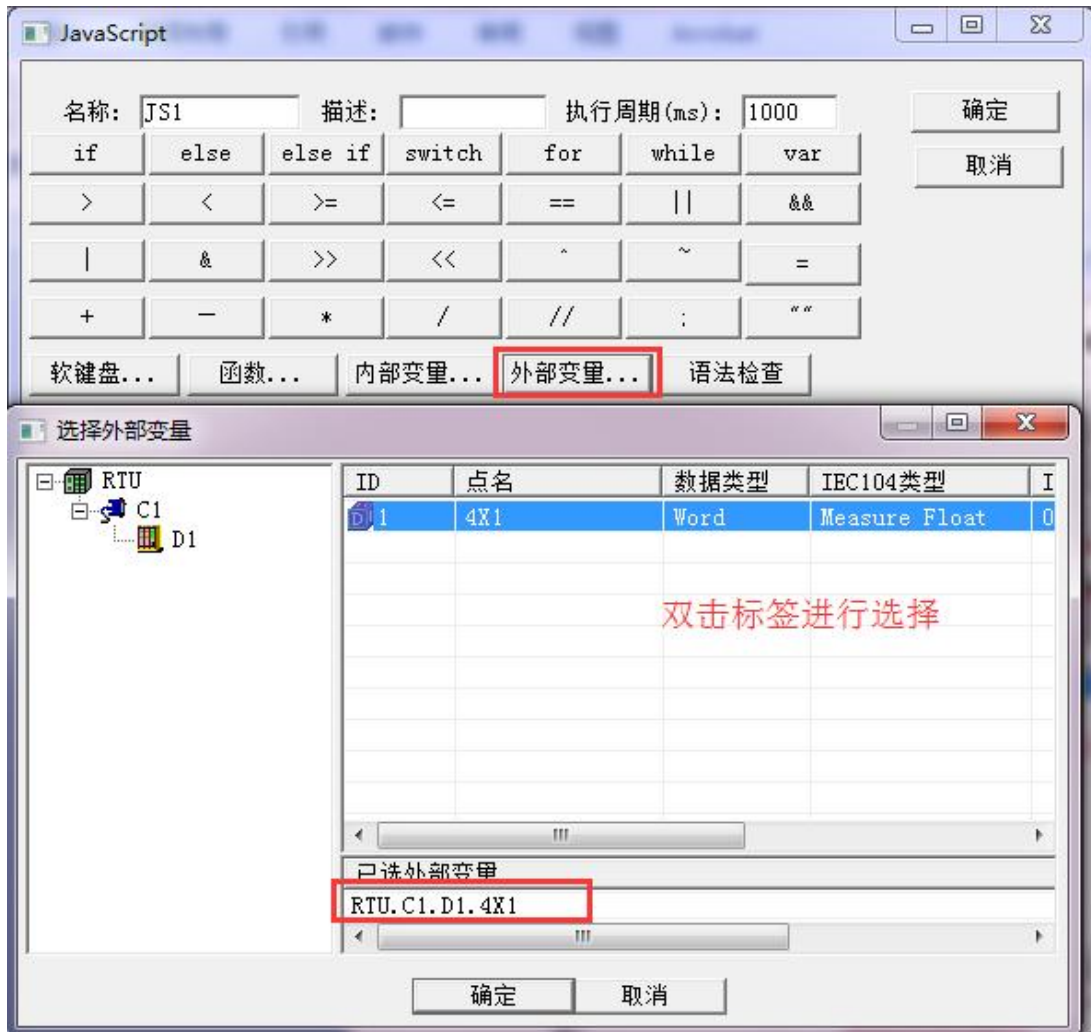 JavaScript
名称: JS1 描述: 执行周期(ms): 1000 确定
if else else if switch for while var 取消
> < >= <= == || &&
| & >> << ^ ~ =
+ — * / // ; ""
软键盘... 函数... 内部变量... 外部变量... 语法检查
选择外部变量
RTU ID 点名 数据类型 IEC104类型 I
C1 1 4X1 Word Measure Float 0
D1
双击标签进行选择
已选外部变量
RTU.C1.D1.4X1
确定 取消